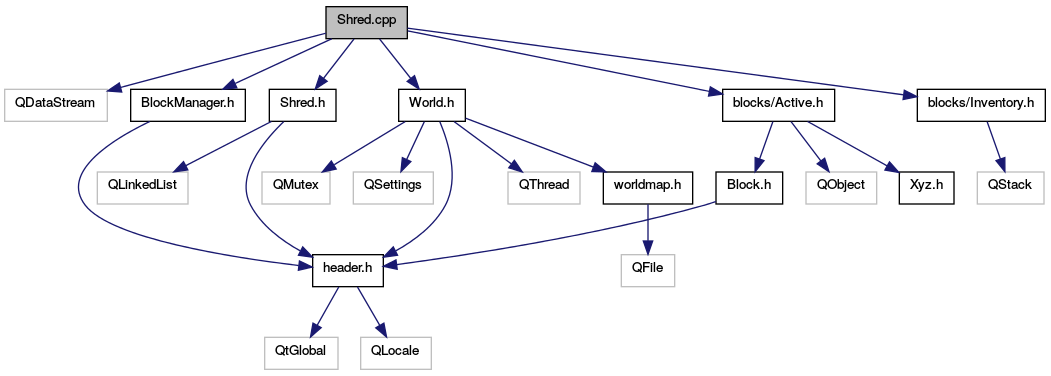 Shred.cpp
QDataStream
BlockManager.h
Shred.h
World.h
blocks/Active.h
blocks/Inventory.h
QLinkedList
QMutex
QSettings
QThread
worldmap.h
Block.h
QObject
Xyz.h
QStack
header.h
QFile
QtGlobal
QLocale